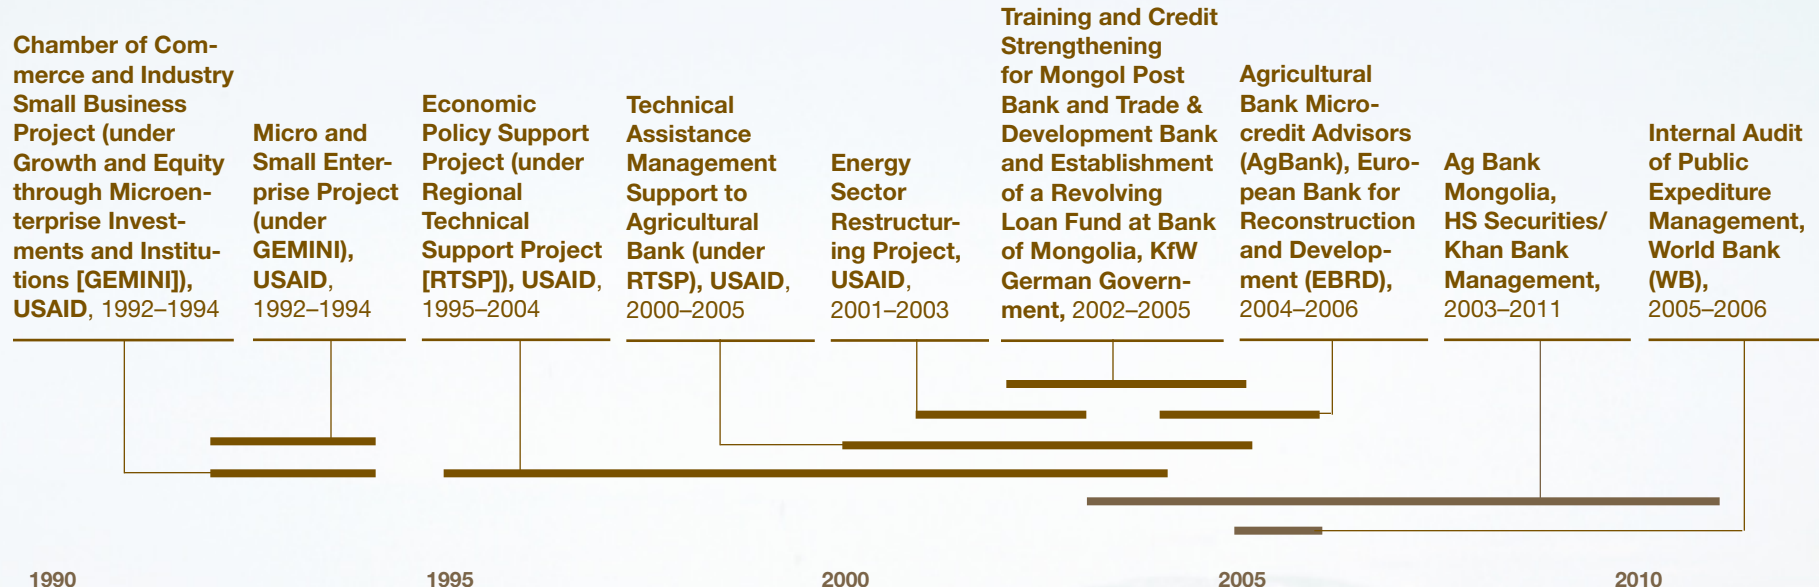 Chamber of Com-
merce and Industry
Small Business
Project (under
Growth and Equity
through Microen-
terprise Invest-
ments and Institu-
tions [GEMINI]),
USAID, 1992–1994
Micro and
Small Enter-
prise Project
(under
GEMINI),
USAID,
1992–1994
Economic
Policy Support
Project (under
Regional
Technical
Support Project
[RTSP]), USAID,
1995–2004
Technical
Assistance
Management
Support to
Agricultural
Bank (under
RTSP), USAID,
2000–2005
Energy
Sector
Restructur-
ing Project,
USAID,
2001–2003
Training and Credit
Strengthening
for Mongol Post
Bank and Trade &
Development Bank
and Establishment
of a Revolving
Loan Fund at Bank
of Mongolia, KfW
German Govern-
ment, 2002–2005
Agricultural
Bank Micro-
credit Advisors
(AgBank), Euro-
pean Bank for
Reconstruction
and Develop-
ment (EBRD),
2004–2006
Ag Bank
Mongolia,
HS Securities/
Khan Bank
Management,
2003–2011
Internal Audit
of Public
Expediture
Management,
World Bank
(WB),
2005–2006
1990
1995
2000
2005
2010